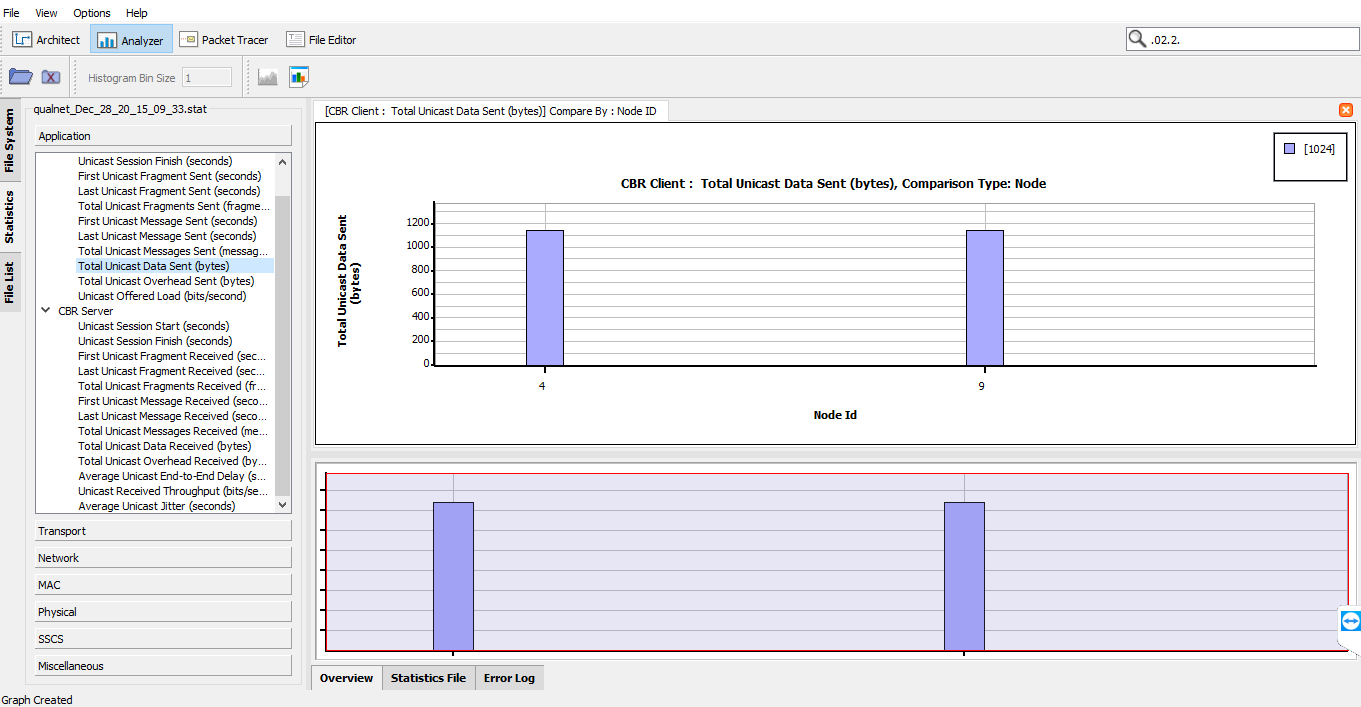 File View Options Help
Architect Analyzer Packet Tracer File Editor .02.2.
Histogram Bin Size 1
File System
Statistics
File List
qualnet_Dec_28_20_15_09_33.stat
Application
Unicast Session Finish (seconds)
First Unicast Fragment Sent (seconds)
Last Unicast Fragment Sent (seconds)
Total Unicast Fragments Sent (fragme...
First Unicast Message Sent (seconds)
Last Unicast Message Sent (seconds)
Total Unicast Messages Sent (messag...
Total Unicast Data Sent (bytes)
Total Unicast Overhead Sent (bytes)
Unicast Offered Load (bits/second)
CBR Server
Unicast Session Start (seconds)
Unicast Session Finish (seconds)
First Unicast Fragment Received (sec...
Last Unicast Fragment Received (sec...
Total Unicast Fragments Received (fr...
First Unicast Message Received (seco...
Last Unicast Message Received (seco...
Total Unicast Messages Received (me...
Total Unicast Data Received (bytes)
Total Unicast Overhead Received (by...
Average Unicast End-to-End Delay (s...
Unicast Received Throughput (bits/se...
Average Unicast Jitter (seconds)
Transport
Network
MAC
Physical
SSCS
Miscellaneous
[CBR Client : Total Unicast Data Sent (bytes)] Compare By : Node ID
[1024]
CBR Client : Total Unicast Data Sent (bytes), Comparison Type: Node
Total Unicast Data Sent
(bytes)
1200
1000
800
600
400
200
0
4 9
Node Id
Overview Statistics File Error Log
Graph Created